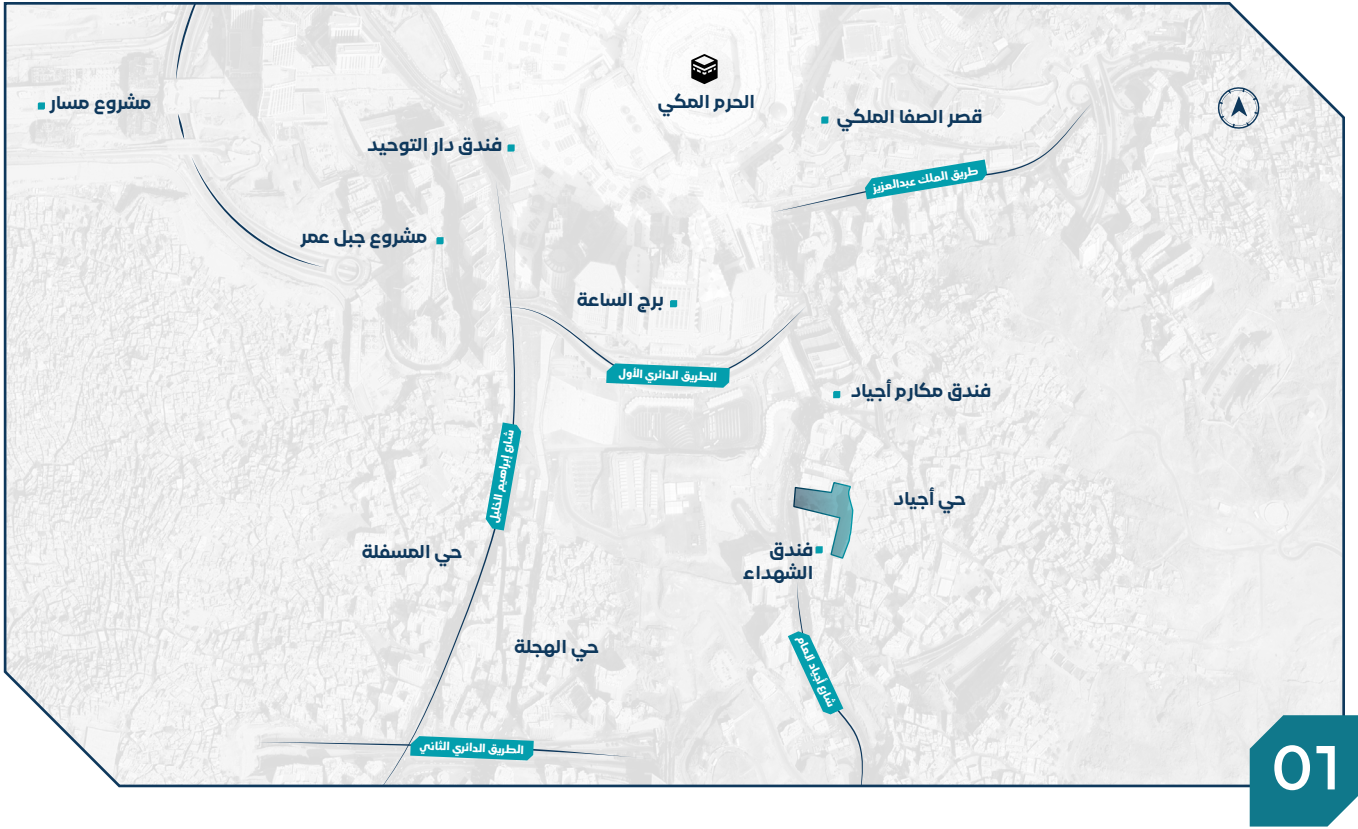 الحرم المكي
مشروع مسار
قصر الصفا الملكي
فندق دار التوحيد
طريق الملك عبدالعزيز
مشروع جبل عمر
برج الساعة
الطريق الدائري الأول
فندق مكارم أجياد
شارع إبراهيم الخليل
حي أجياد
حي المسفلة
فندق
الشهداء
حي الهجلة
شارع أجياد العام
الطريق الدائري الثاني
01